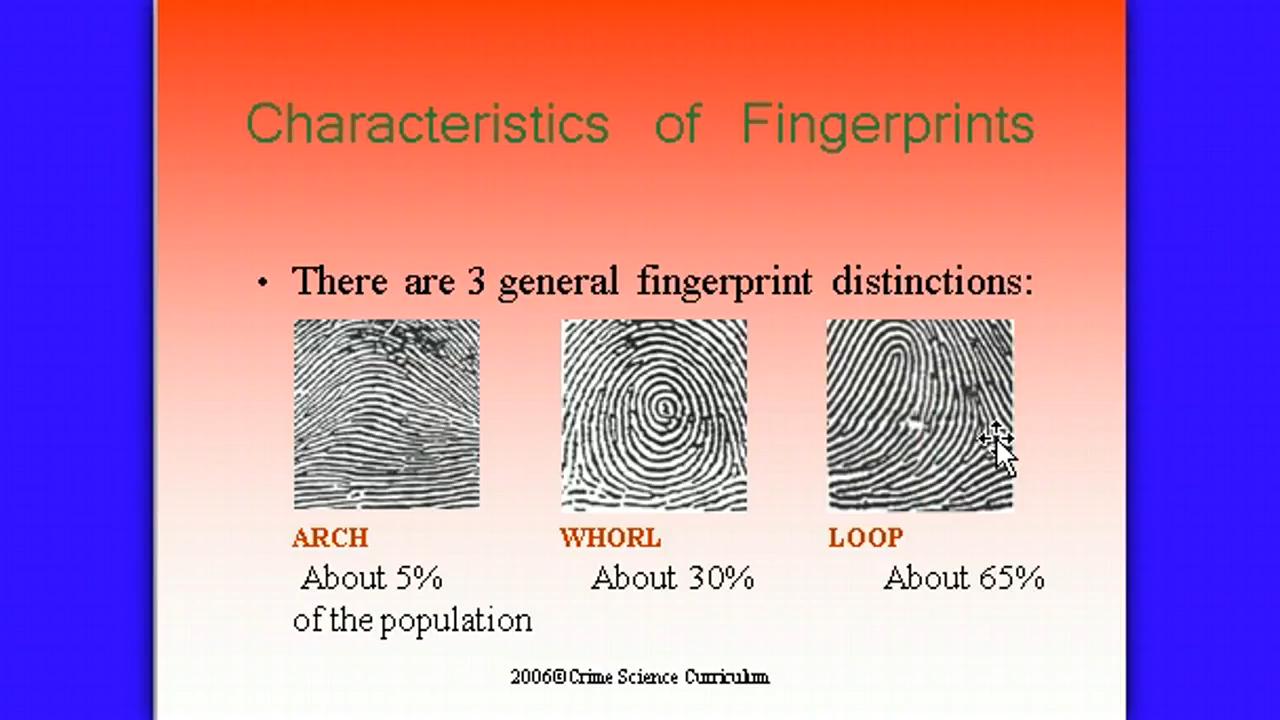 Characteristics of Fingerprints
• There are 3 general fingerprint distinctions:
ARCH WHORL LOOP
About 5% About 30% About 65%
of the population
2006©Crime Science Curriculum